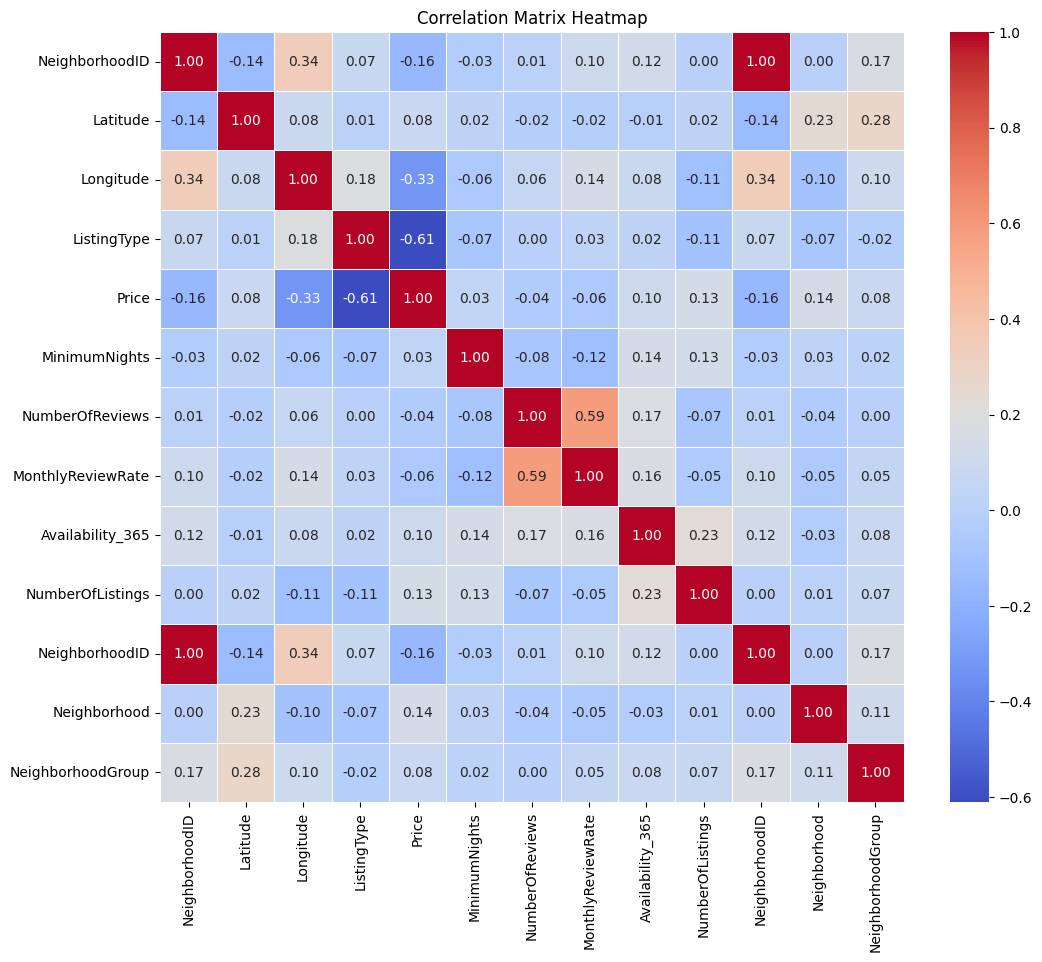 Correlation Matrix Heatmap
NeighborhoodID 1.00 -0.14 0.34 0.07 -0.16 -0.03 0.01 0.10 0.12 0.00 1.00 0.00 0.17
Latitude -0.14 1.00 0.08 0.01 0.08 0.02 -0.02 -0.02 -0.01 0.02 -0.14 0.23 0.28
Longitude 0.34 0.08 1.00 0.18 -0.33 -0.06 0.06 0.14 0.08 -0.11 0.34 -0.10 0.10
ListingType 0.07 0.01 0.18 1.00 -0.61 -0.07 0.00 0.03 0.02 -0.11 0.07 -0.07 -0.02
Price -0.16 0.08 -0.33 -0.61 1.00 0.03 -0.04 -0.06 0.10 0.13 -0.16 0.14 0.08
MinimumNights -0.03 0.02 -0.06 -0.07 0.03 1.00 -0.08 -0.12 0.14 0.13 -0.03 0.03 0.02
NumberOfReviews 0.01 -0.02 0.06 0.00 -0.04 -0.08 1.00 0.59 0.17 -0.07 0.01 -0.04 0.00
MonthlyReviewRate 0.10 -0.02 0.14 0.03 -0.06 -0.12 0.59 1.00 0.16 -0.05 0.10 -0.05 0.05
Availability_365 0.12 -0.01 0.08 0.02 0.10 0.14 0.17 0.16 1.00 0.23 0.12 -0.03 0.08
NumberOfListings 0.00 0.02 -0.11 -0.11 0.13 0.13 -0.07 -0.05 0.23 1.00 0.00 0.01 0.07
NeighborhoodID 1.00 -0.14 0.34 0.07 -0.16 -0.03 0.01 0.10 0.12 0.00 1.00 0.00 0.17
Neighborhood 0.00 0.23 -0.10 -0.07 0.14 0.03 -0.04 -0.05 -0.03 0.01 0.00 1.00 0.11
NeighborhoodGroup 0.17 0.28 0.10 -0.02 0.08 0.02 0.00 0.05 0.08 0.07 0.17 0.11 1.00
NeighborhoodID
Latitude
Longitude
ListingType
Price
MinimumNights
NumberOfReviews
MonthlyReviewRate
Availability_365
NumberOfListings
NeighborhoodID
Neighborhood
NeighborhoodGroup
1.0
0.8
0.6
0.4
0.2
0.0
−0.2
−0.4
−0.6